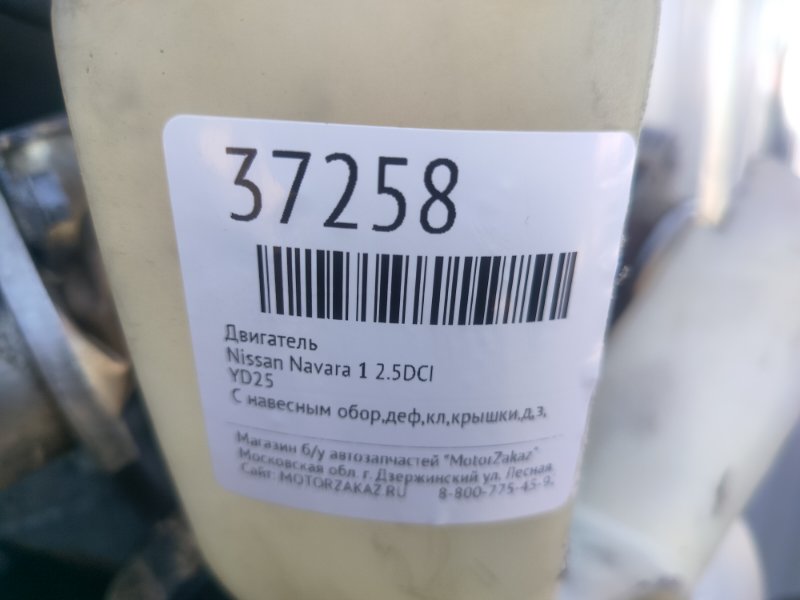 37258
Двигатель
Nissan Navara 1 2.5DCI
YD25
С навесным обор,деф,кл,крышки,д,з,
Магазин б/у автозапчастей "MotorZakaz"
Московская обл. г. Дзержинский ул. Лесная
Сайт: MOTORZAKAZ.RU 8-800-775-45-9